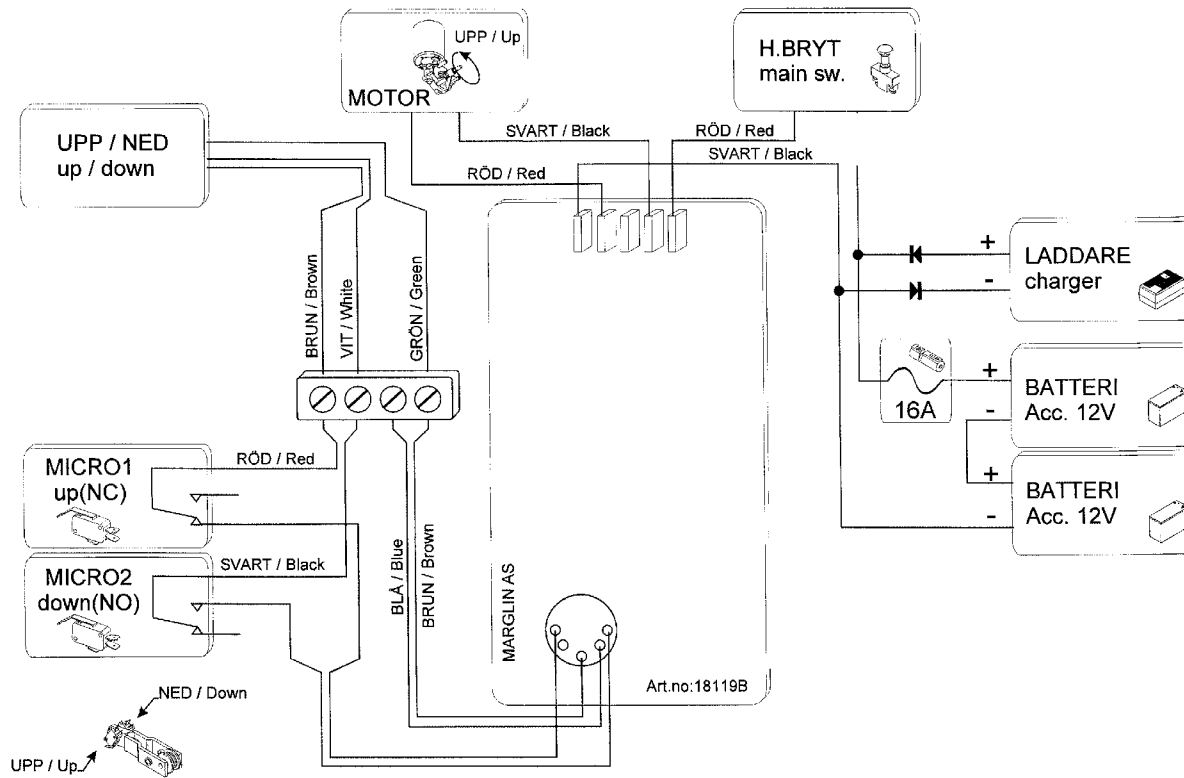 UPP / Up
MOTOR
H.BRYT
main sw.
UPP / NED
up / down
SVART / Black
RÖD / Red
SVART / Black
RÖD / Red
BRUN / Brown
VIT / White
GRÖN / Green
+
LADDARE
-
charger
16A
+
BATTERI
-
Acc. 12V
+
BATTERI
-
Acc. 12V
MICRO1
up(NC)
RÖD / Red
MICRO2
down(NO)
SVART / Black
BLÅ / Blue
BRUN / Brown
MARGLIN AS
Art.no:18119B
NED / Down
UPP / Up